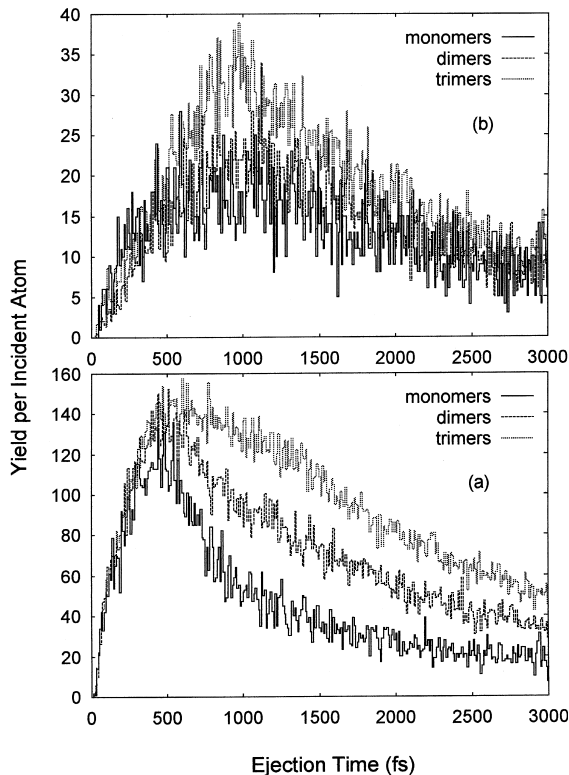 40
35
30
25
20
15
10
5
0
monomers
dimers
trimers
(b)
0 500 1000 1500 2000 2500 3000
160
140
120
100
80
60
40
20
0
monomers
dimers
trimers
(a)
0 500 1000 1500 2000 2500 3000
Yield per Incident Atom
Ejection Time (fs)